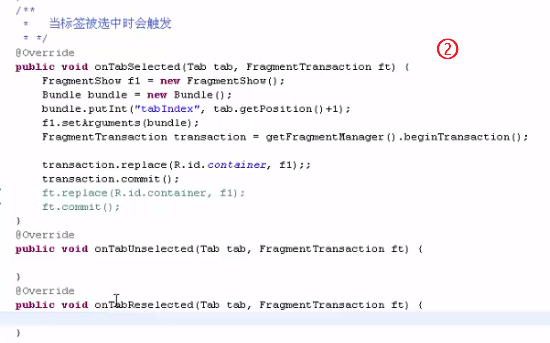 /**
* 当标签被选中时会触发
* */
@Override
②
public void onTabSelected(Tab tab, FragmentTransaction ft) {
FragmentShow f1 = new FragmentShow();
Bundle bundle = new Bundle();
bundle.putInt("tabIndex", tab.getPosition()+1);
f1.setArguments(bundle);
FragmentTransaction transaction = getFragmentManager().beginTransaction();
transaction.replace(R.id.container, f1);;
transaction.commit();
ft.replace(R.id.container, f1);
ft.commit();
}
@Override
public void onTabUnselected(Tab tab, FragmentTransaction ft) {
}
@Override
public void onTabReselected(Tab tab, FragmentTransaction ft) {
}